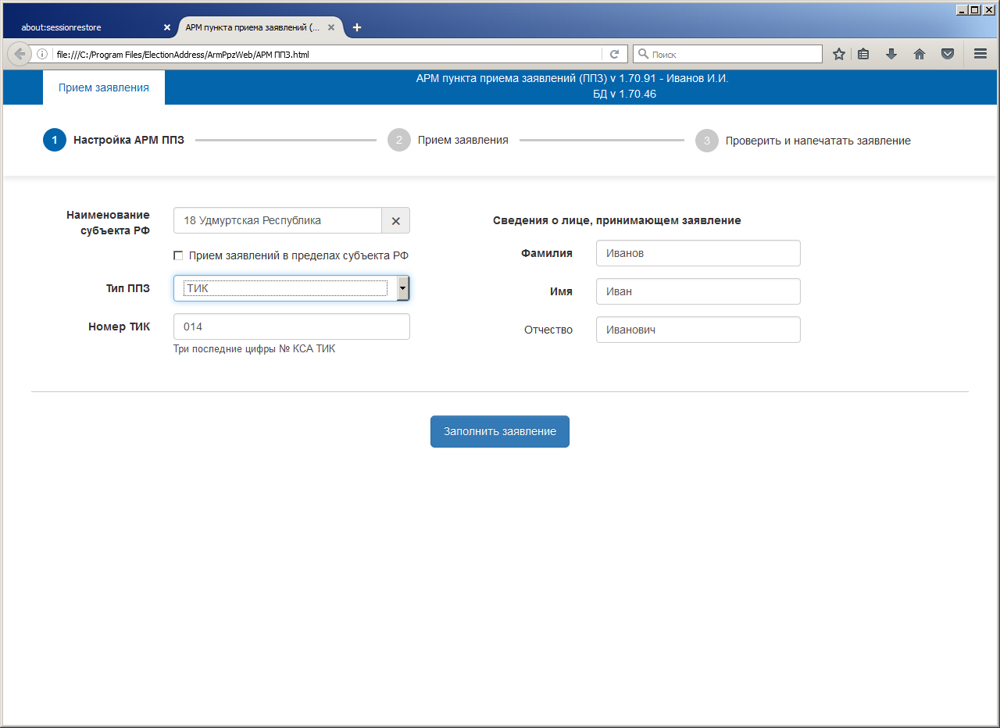 about:sessionrestore
АРМ пункта приема заявлений (...
file:///C:/Program Files/ElectionAddress/ArmPpzWeb/АРМ ППЗ.html
Поиск
Прием заявления
АРМ пункта приема заявлений (ППЗ) v 1.70.91 - Иванов И.И.
БД v 1.70.46
1 Настройка АРМ ППЗ
2 Прием заявления
3 Проверить и напечатать заявление
Наименование
субъекта РФ
18 Удмуртская Республика
Прием заявлений в пределах субъекта РФ
Тип ППЗ
ТИК
Номер ТИК
014
Три последние цифры № КСА ТИК
Сведения о лице, принимающем заявление
Фамилия
Иванов
Имя
Иван
Отчество
Иванович
Заполнить заявление